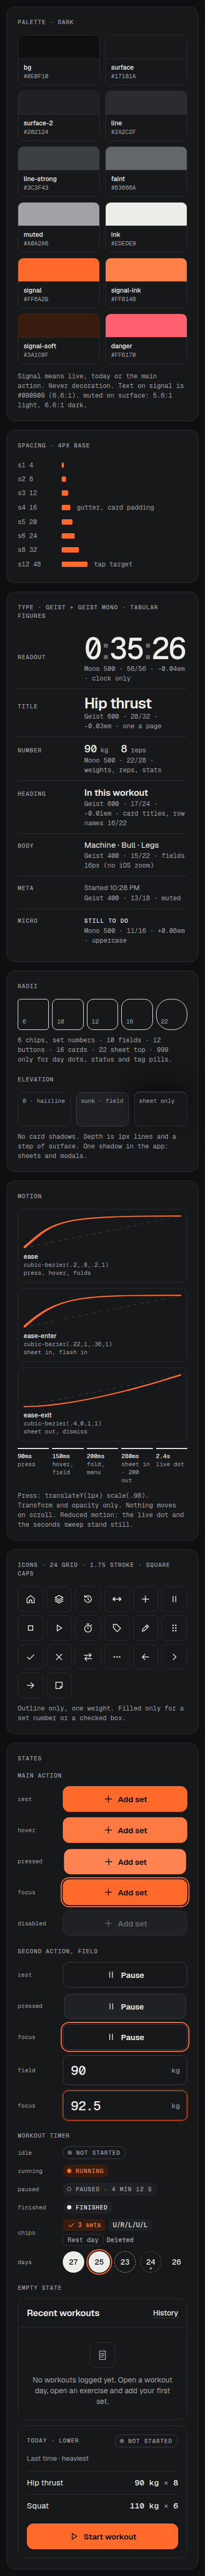 PALETTE · DARK
bg
#0E0F10
surface
#17181A
surface-2
#202124
line
#2A2C2F
line-strong
#3C3F43
faint
#63666A
muted
#A0A2A6
ink
#EDEDE9
signal
#FF6A2B
signal-ink
#FF8148
signal-soft
#3A1C0F
danger
#FF6170
Signal means live, today or the main
action. Never decoration. Text on signal is
#0B0B0B (6.6:1). muted on surface: 5.6:1
light, 6.6:1 dark.
SPACING · 4PX BASE
s1 4
s2 8
s3 12
s4 16 gutter, card padding
s5 20
s6 24
s8 32
s12 48 tap target
TYPE · GEIST + GEIST MONO · TABULAR
FIGURES
READOUT
0:35:26
Mono 500 · 56/56 · -0.04em
· clock only
TITLE
Hip thrust
Geist 600 · 28/32 ·
-0.03em · one a page
NUMBER
90 kg 8 reps
Mono 500 · 22/28 ·
weights, reps, stats
HEADING
In this workout
Geist 600 · 17/24 ·
-0.01em · card titles, row
names 16/22
BODY
Machine · Bull · Legs
Geist 400 · 15/22 · fields
16px (no iOS zoom)
META
Started 10:28 PM
Geist 400 · 13/18 · muted
MICRO
STILL TO DO
Mono 500 · 11/16 · +0.08em
· uppercase
RADII
6 10 12 16 22
6 chips, set numbers · 10 fields · 12
buttons · 16 cards · 22 sheet top · 999
only for day dots, status and tag pills.
ELEVATION
0 · hairline
sunk · field
sheet only
No card shadows. Depth is 1px lines and a
step of surface. One shadow in the app:
sheets and modals.
MOTION
ease
cubic-bezier(.2,.8,.2,1)
press, hover, folds
ease-enter
cubic-bezier(.22,1,.36,1)
sheet in, flash in
ease-exit
cubic-bezier(.4,0,1,1)
sheet out, dismiss
90ms
press
150ms
hover,
field
200ms
fold,
menu
280ms
sheet in
· 200
out
2.4s
live dot
Press: translateY(1px) scale(.98).
Transform and opacity only. Nothing moves
on scroll. Reduced motion: the live dot and
the seconds sweep stand still.
ICONS · 24 GRID · 1.75 STROKE · SQUARE
CAPS
Outline only, one weight. Filled only for a
set number or a checked box.
STATES
MAIN ACTION
rest
Add set
hover
Add set
pressed
Add set
focus
Add set
disabled
Add set
SECOND ACTION, FIELD
rest
Pause
pressed
Pause
focus
Pause
field
90 kg
focus
92.5 kg
WORKOUT TIMER
idle
NOT STARTED
running
RUNNING
paused
PAUSED · 4 MIN 12 S
finished
FINISHED
chips
3 sets U/R/L/U/L
Rest day Deleted
days
27 25 23 24 26
EMPTY STATE
Recent workouts
History
No workouts logged yet. Open a workout
day, open an exercise and add your first
set.
TODAY · LOWER
NOT STARTED
Last time · heaviest
Hip thrust
90 kg × 8
Squat
110 kg × 6
Start workout